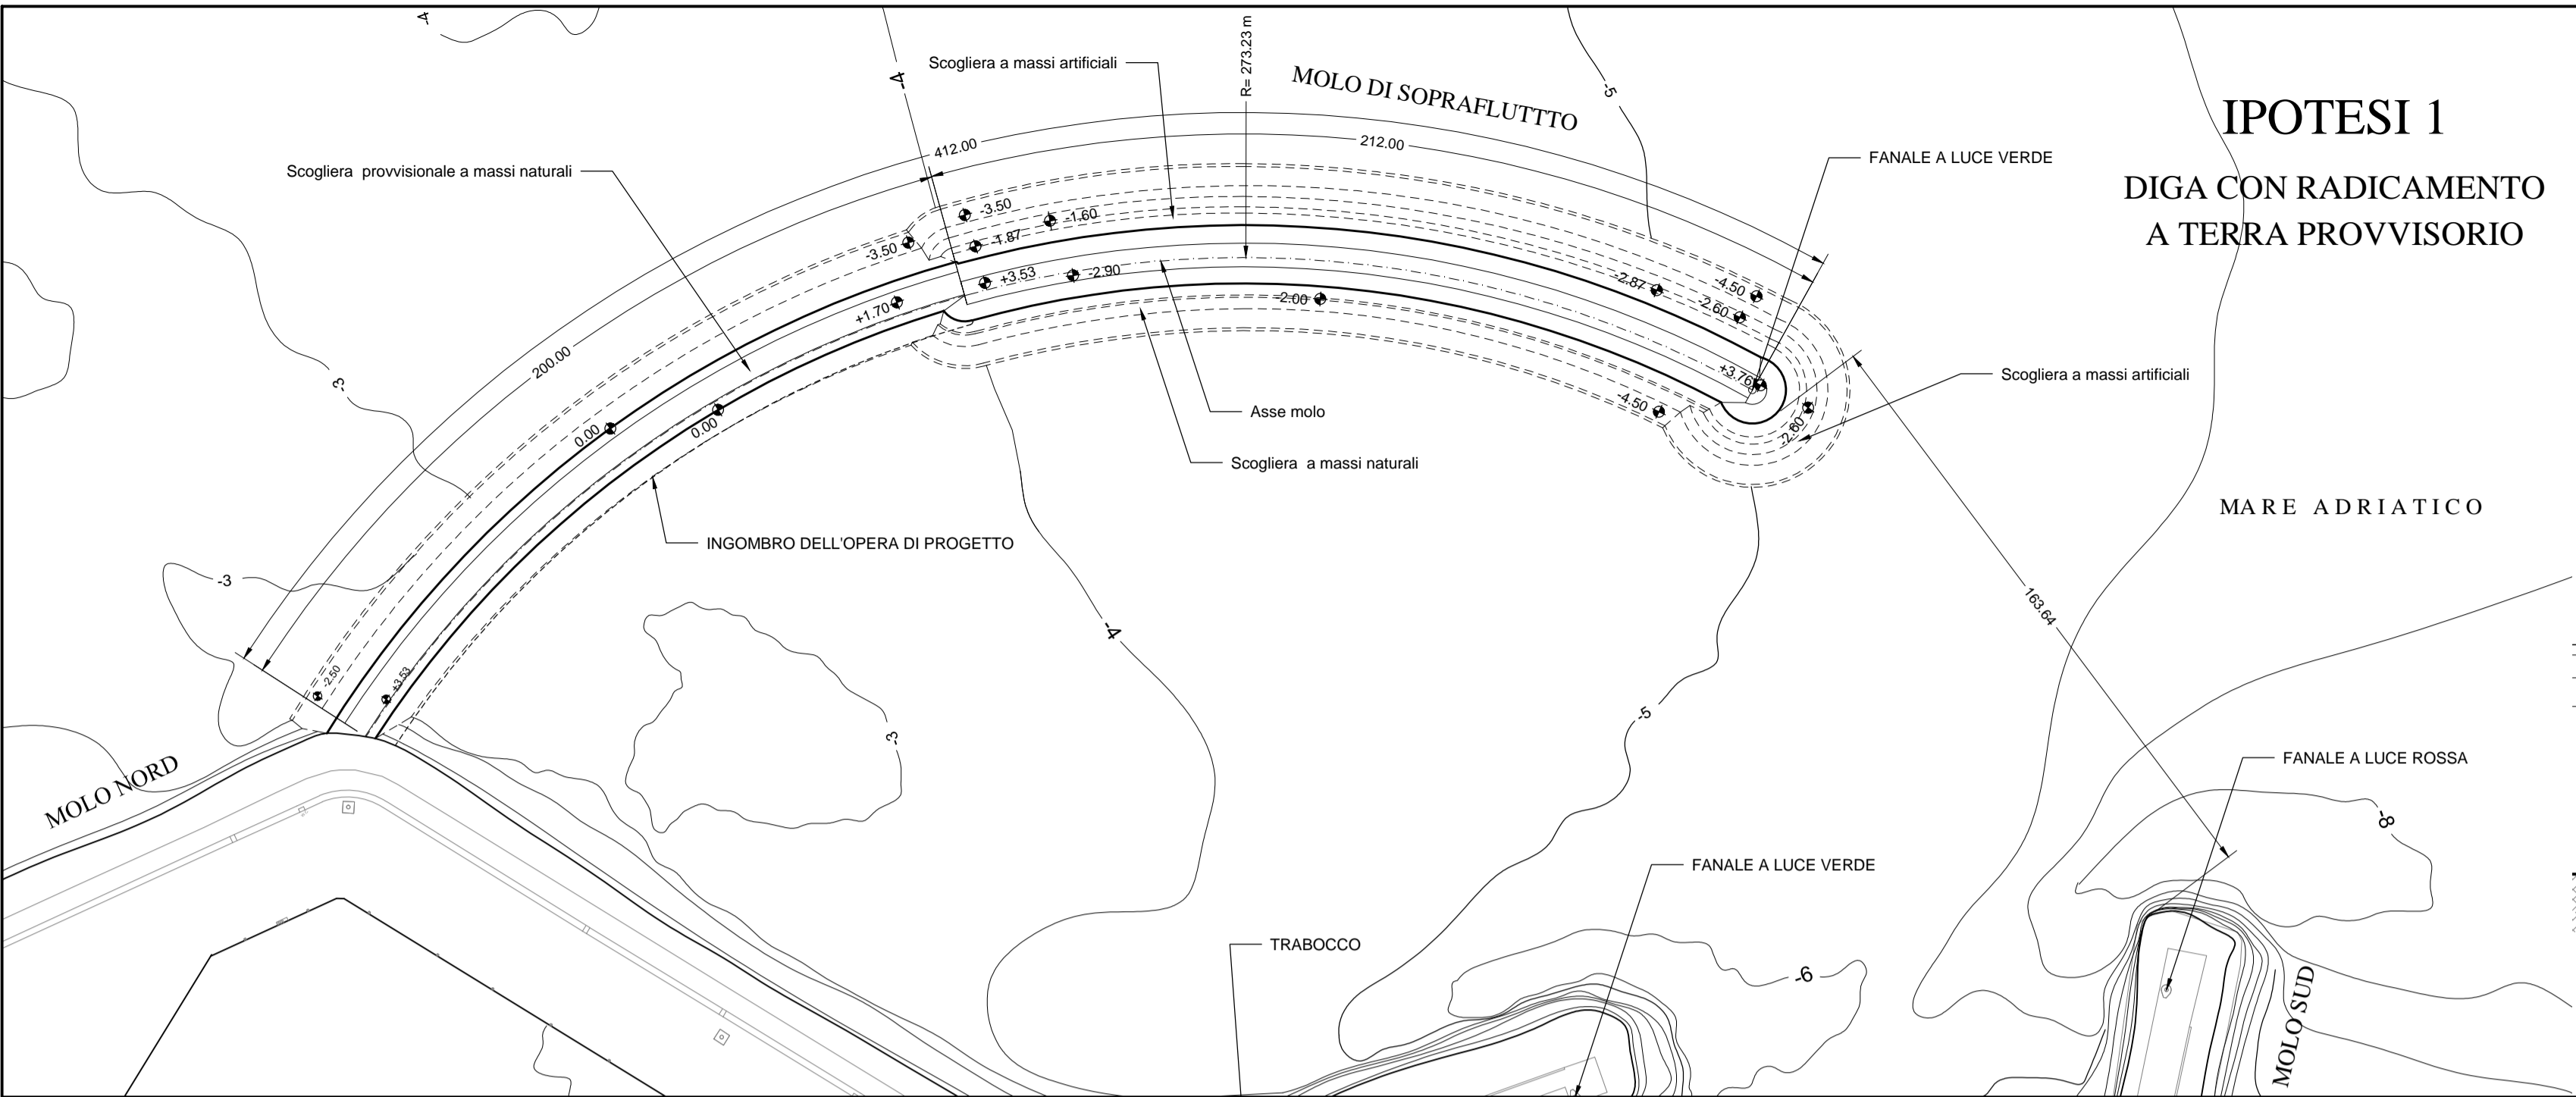 -4
-4
Scogliera a massi artificiali
R= 273.23 m
MOLO DI SOPRAFLUTTTO
-5
IPOTESI 1
DIGA CON RADICAMENTO
A TERRA PROVVISORIO
412.00
212.00
FANALE A LUCE VERDE
Scogliera provvisionale a massi naturali
-3.50
-1.60
-1.87
-3.50
+3.53
-2.90
+1.70
-2.00
-2.87
-4.50
-2.60
200.00
-3
+3.76
-4.50
-2.60
Scogliera a massi artificiali
Asse molo
0.00
0.00
Scogliera a massi naturali
MARE ADRIATICO
INGOMBRO DELL'OPERA DI PROGETTO
-3
163.64
-4
-2.50
+3.53
-5
-3
MOLO NORD
FANALE A LUCE ROSSA
-8
FANALE A LUCE VERDE
TRABOCCO
-6
MOLO SUD